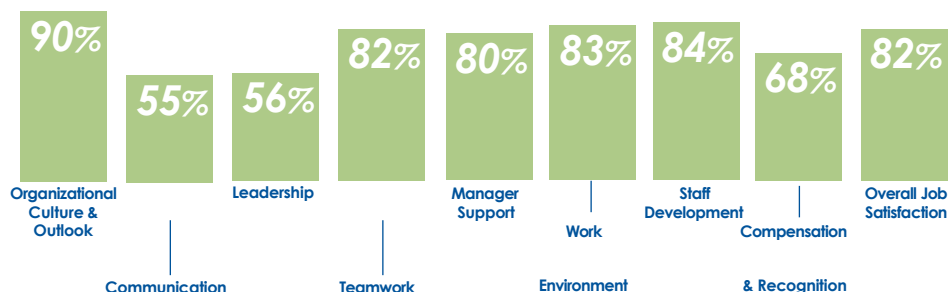 90%
55%
56%
82%
80%
83%
84%
68%
82%
Organizational
Culture &
Outlook
Communication
Leadership
Teamwork
Manager
Support
Work
Environment
Staff
Development
Compensation
& Recognition
Overall Job
Satisfaction